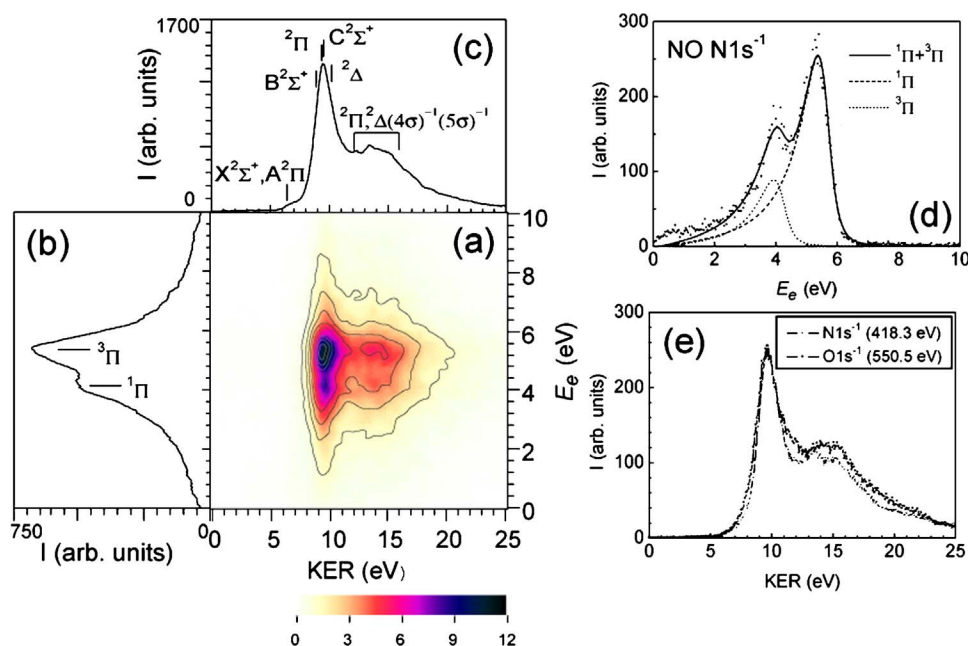 1700
I (arb. units)
0
(c)
²Π C²Σ⁺
B²Σ⁺ ²Δ
²Π,²Δ(4σ)⁻¹(5σ)⁻¹
X²Σ⁺,A²Π
(b)
³Π
¹Π
750 0
I (arb. units)
(a)
10
8
6
4
2
0
Eₑ (eV)
0 5 10 15 20 25
KER (eV)
0 3 6 9 12
300
200
100
0
I (arb. units)
NO N1s⁻¹
¹Π+³Π
¹Π
³Π
(d)
0 2 4 6 8 10
Eₑ (eV)
300
200
100
0
I (arb. units)
(e)
N1s⁻¹ (418.3 eV)
O1s⁻¹ (550.5 eV)
0 5 10 15 20 25
KER (eV)